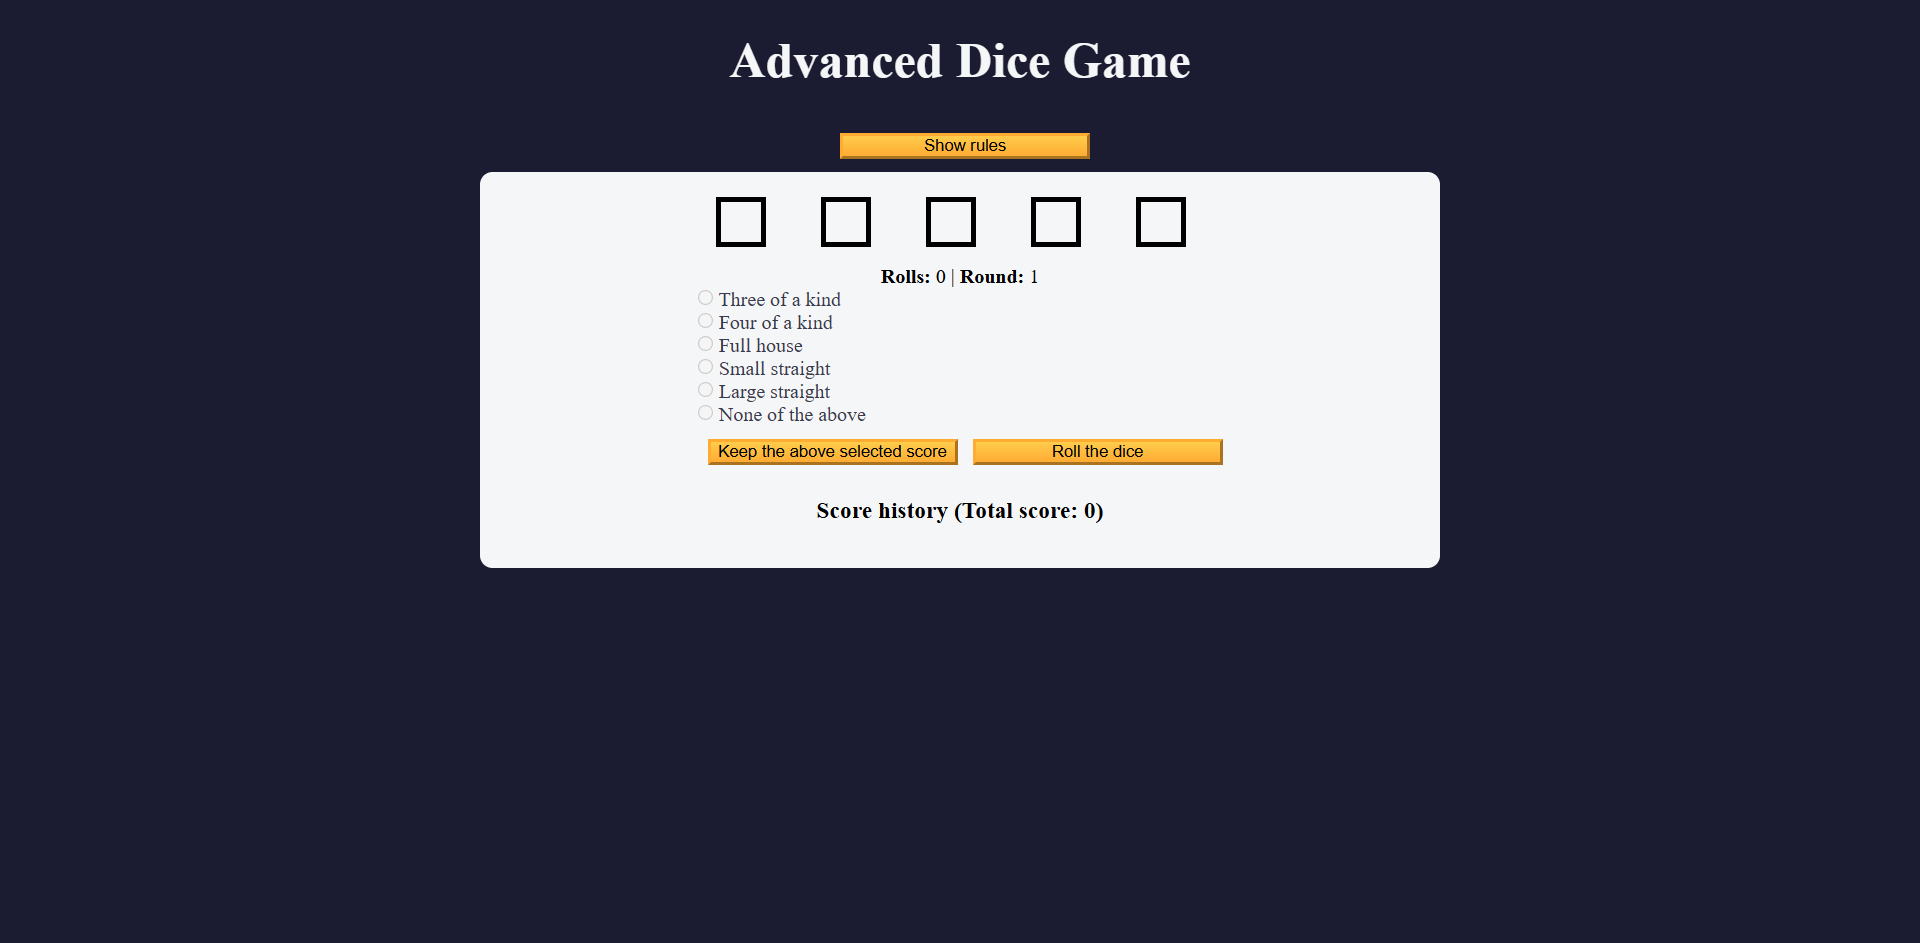 Advanced Dice Game
Show rules
Rolls: 0 | Round: 1
Three of a kind
Four of a kind
Full house
Small straight
Large straight
None of the above
Keep the above selected score
Roll the dice
Score history (Total score: 0)